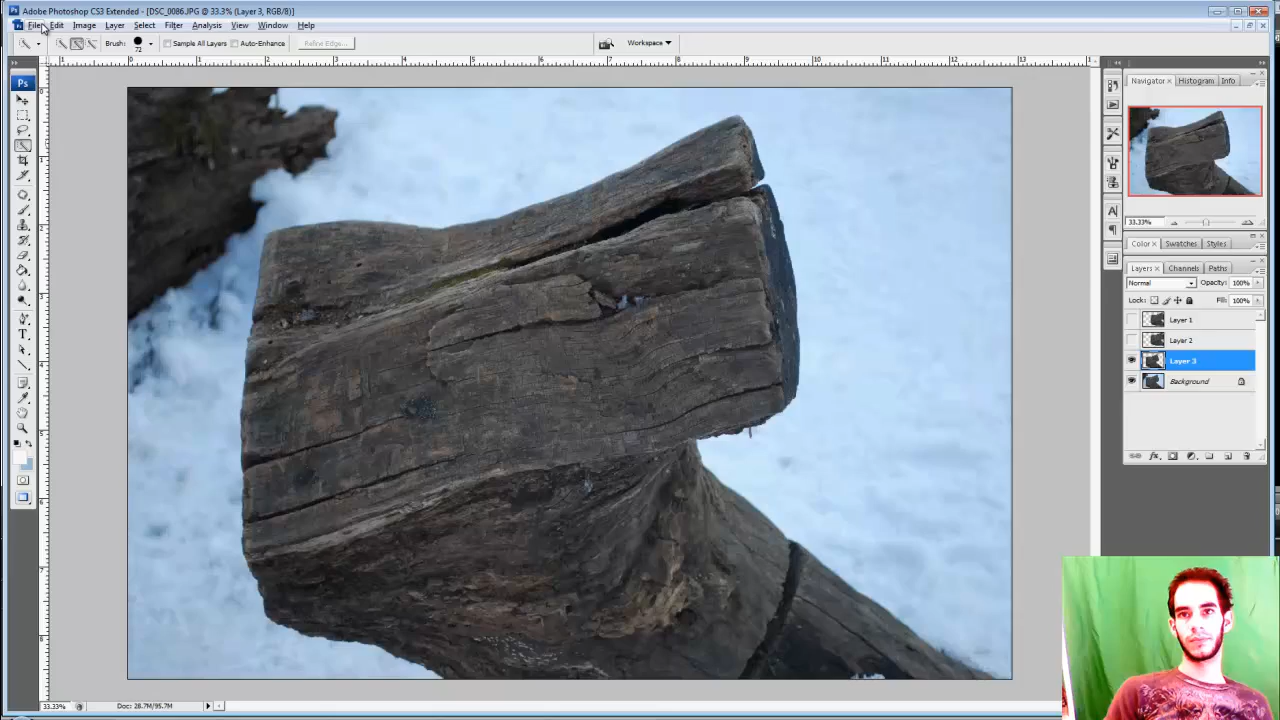 Adobe Photoshop CS3 Extended - [DSC_0086.JPG @ 33.3% (Layer 3, RGB/8)]
File Edit Image Layer Select Filter Analysis View Window Help
Brush: 72 Sample All Layers Auto-Enhance Refine Edge... Workspace
Ps
Navigator Histogram Info
33.33%
Color Swatches Styles
Layers Channels Paths
Normal Opacity: 100%
Lock: Fill: 100%
Layer 1
Layer 2
Layer 3
Background
33.33% Doc: 28.7M/95.7M